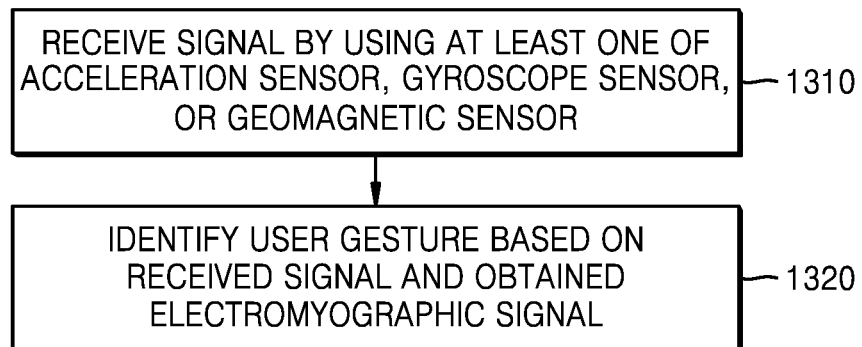 RECEIVE SIGNAL BY USING AT LEAST ONE OF
ACCELERATION SENSOR, GYROSCOPE SENSOR,
OR GEOMAGNETIC SENSOR
1310
IDENTIFY USER GESTURE BASED ON
RECEIVED SIGNAL AND OBTAINED
ELECTROMYOGRAPHIC SIGNAL
1320